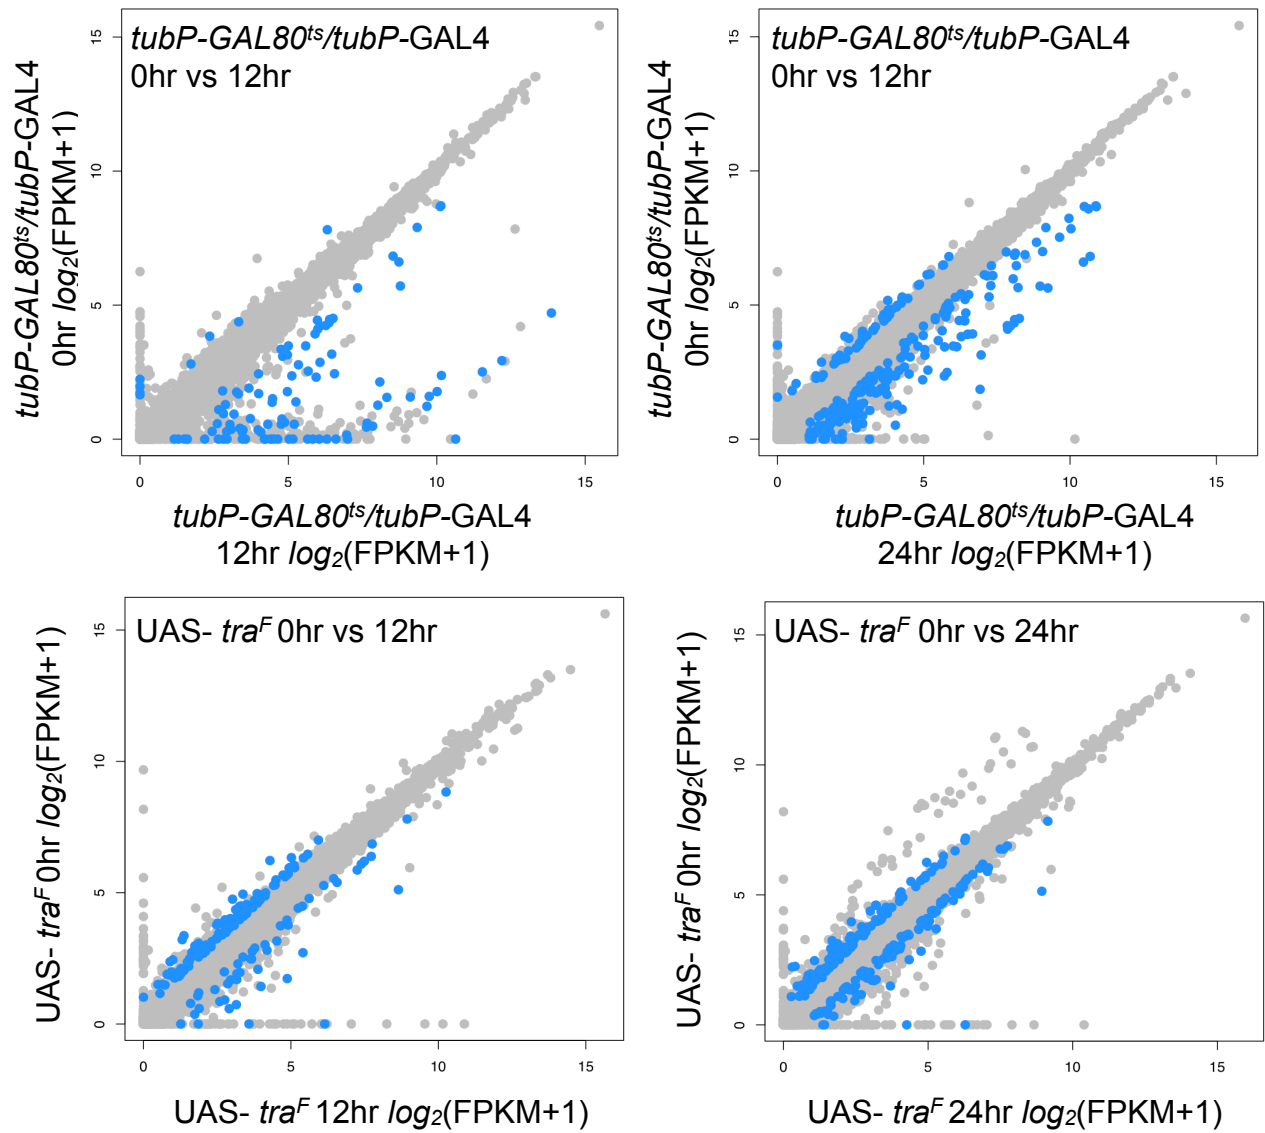 tubP-GAL80ts/tubP-GAL4
0hr vs 12hr
tubP-GAL80ts/tubP-GAL4
0hr log2(FPKM+1)
15
10
5
0
0 5 10 15
tubP-GAL80ts/tubP-GAL4
12hr log2(FPKM+1)
tubP-GAL80ts/tubP-GAL4
0hr vs 12hr
tubP-GAL80ts/tubP-GAL4
0hr log2(FPKM+1)
15
10
5
0
0 5 10 15
tubP-GAL80ts/tubP-GAL4
24hr log2(FPKM+1)
UAS- traF 0hr vs 12hr
UAS- traF 0hr log2(FPKM+1)
15
10
5
0
0 5 10 15
UAS- traF 12hr log2(FPKM+1)
UAS- traF 0hr vs 24hr
UAS- traF 0hr log2(FPKM+1)
15
10
5
0
0 5 10 15
UAS- traF 24hr log2(FPKM+1)